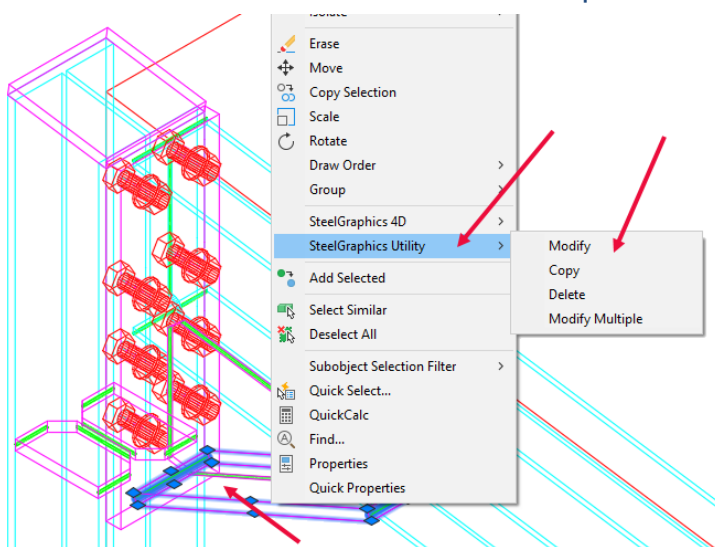 Isolate
Erase
Move
Copy Selection
Scale
Rotate
Draw Order
Group
SteelGraphics 4D
SteelGraphics Utility
Modify
Copy
Delete
Modify Multiple
Add Selected
Select Similar
Deselect All
Subobject Selection Filter
Quick Select...
QuickCalc
Find...
Properties
Quick Properties